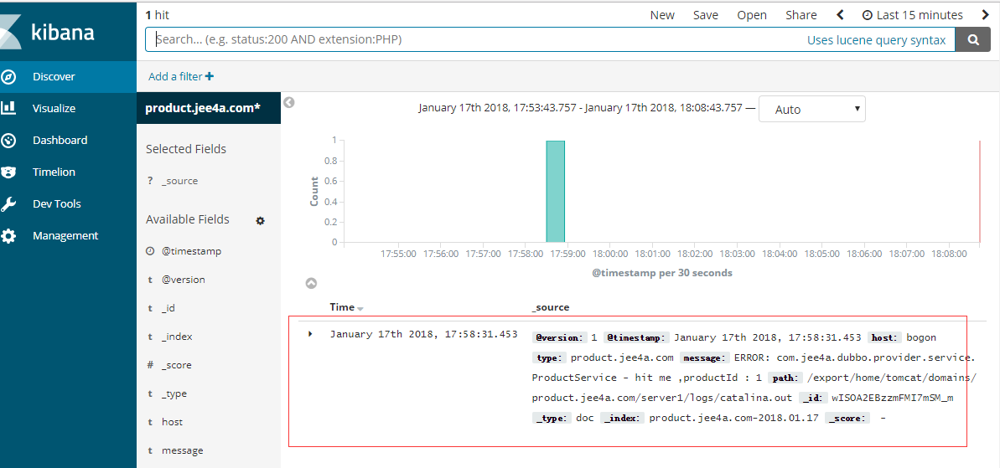 kibana
Discover
Visualize
Dashboard
Timelion
Dev Tools
Management
1 hit
New Save Open Share Last 15 minutes
Search... (e.g. status:200 AND extension:PHP) Uses lucene query syntax
Add a filter
product.jee4a.com*
Selected Fields
? _source
Available Fields
@timestamp
t @version
t _id
t _index
# _score
t _type
t host
t message
January 17th 2018, 17:53:43.757 - January 17th 2018, 18:08:43.757 — Auto
Count
1
0.8
0.6
0.4
0.2
0
17:55:00 17:56:00 17:57:00 17:58:00 17:59:00 18:00:00 18:01:00 18:02:00 18:03:00 18:04:00 18:05:00 18:06:00 18:07:00 18:08:00
@timestamp per 30 seconds
Time _source
January 17th 2018, 17:58:31.453 @version: 1 @timestamp: January 17th 2018, 17:58:31.453 host: bogon
type: product.jee4a.com message: ERROR: com.jee4a.dubbo.provider.service.
ProductService - hit me ,productId : 1 path: /export/home/tomcat/domains/
product.jee4a.com/server1/logs/catalina.out _id: wISOA2EBzzmFMI7mSM_m
_type: doc _index: product.jee4a.com-2018.01.17 _score: -